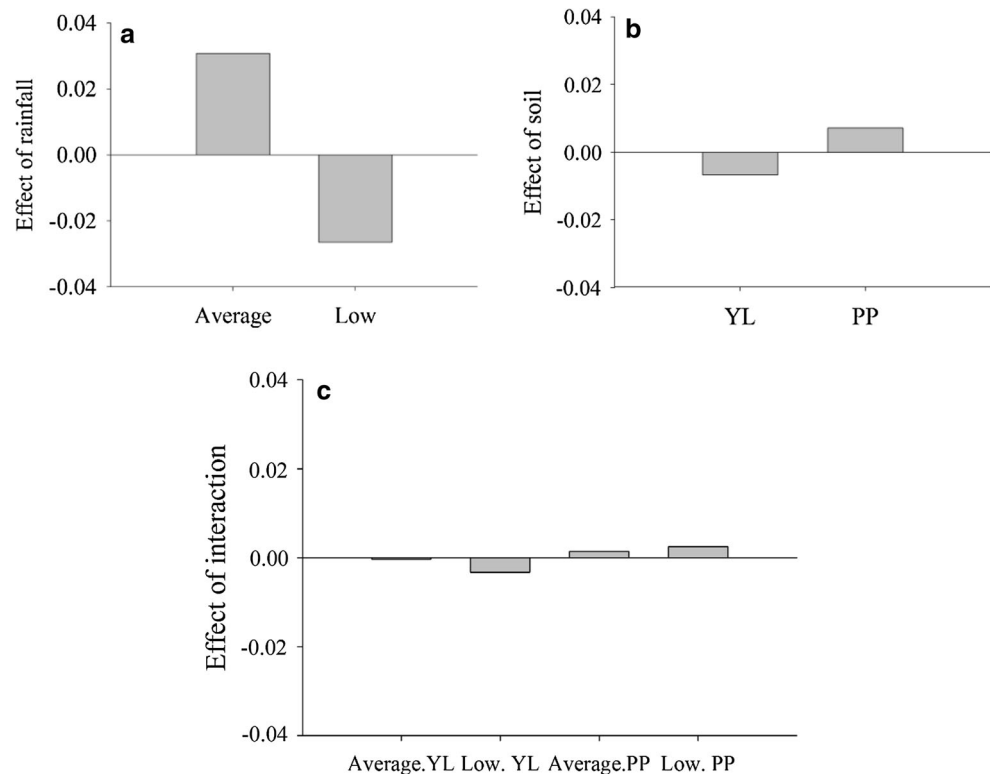 a
Effect of rainfall
0.04
0.02
0.00
-0.02
-0.04
Average Low
b
Effect of soil
0.04
0.02
0.00
-0.02
-0.04
YL PP
c
Effect of interaction
0.04
0.02
0.00
-0.02
-0.04
Average.YL Low. YL Average.PP Low. PP